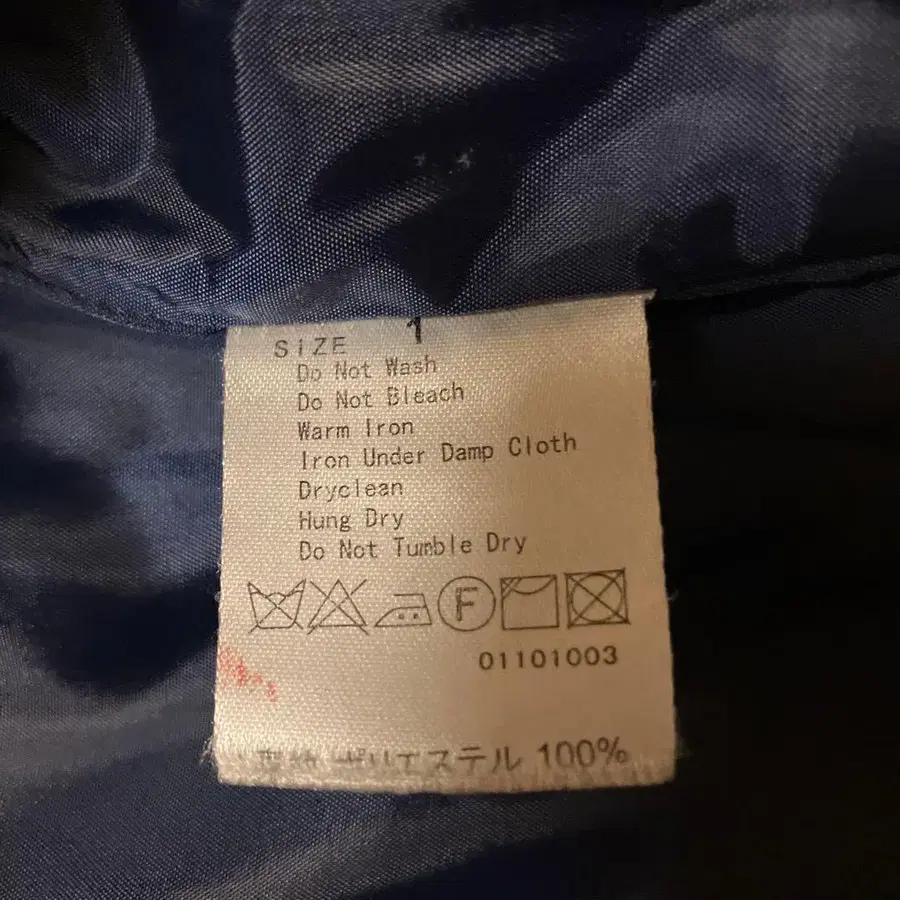 SIZE 1
Do Not Wash
Do Not Bleach
Warm Iron
Iron Under Damp Cloth
Dryclean
Hung Dry
Do Not Tumble Dry
F
01101003
ポリエステル 100%